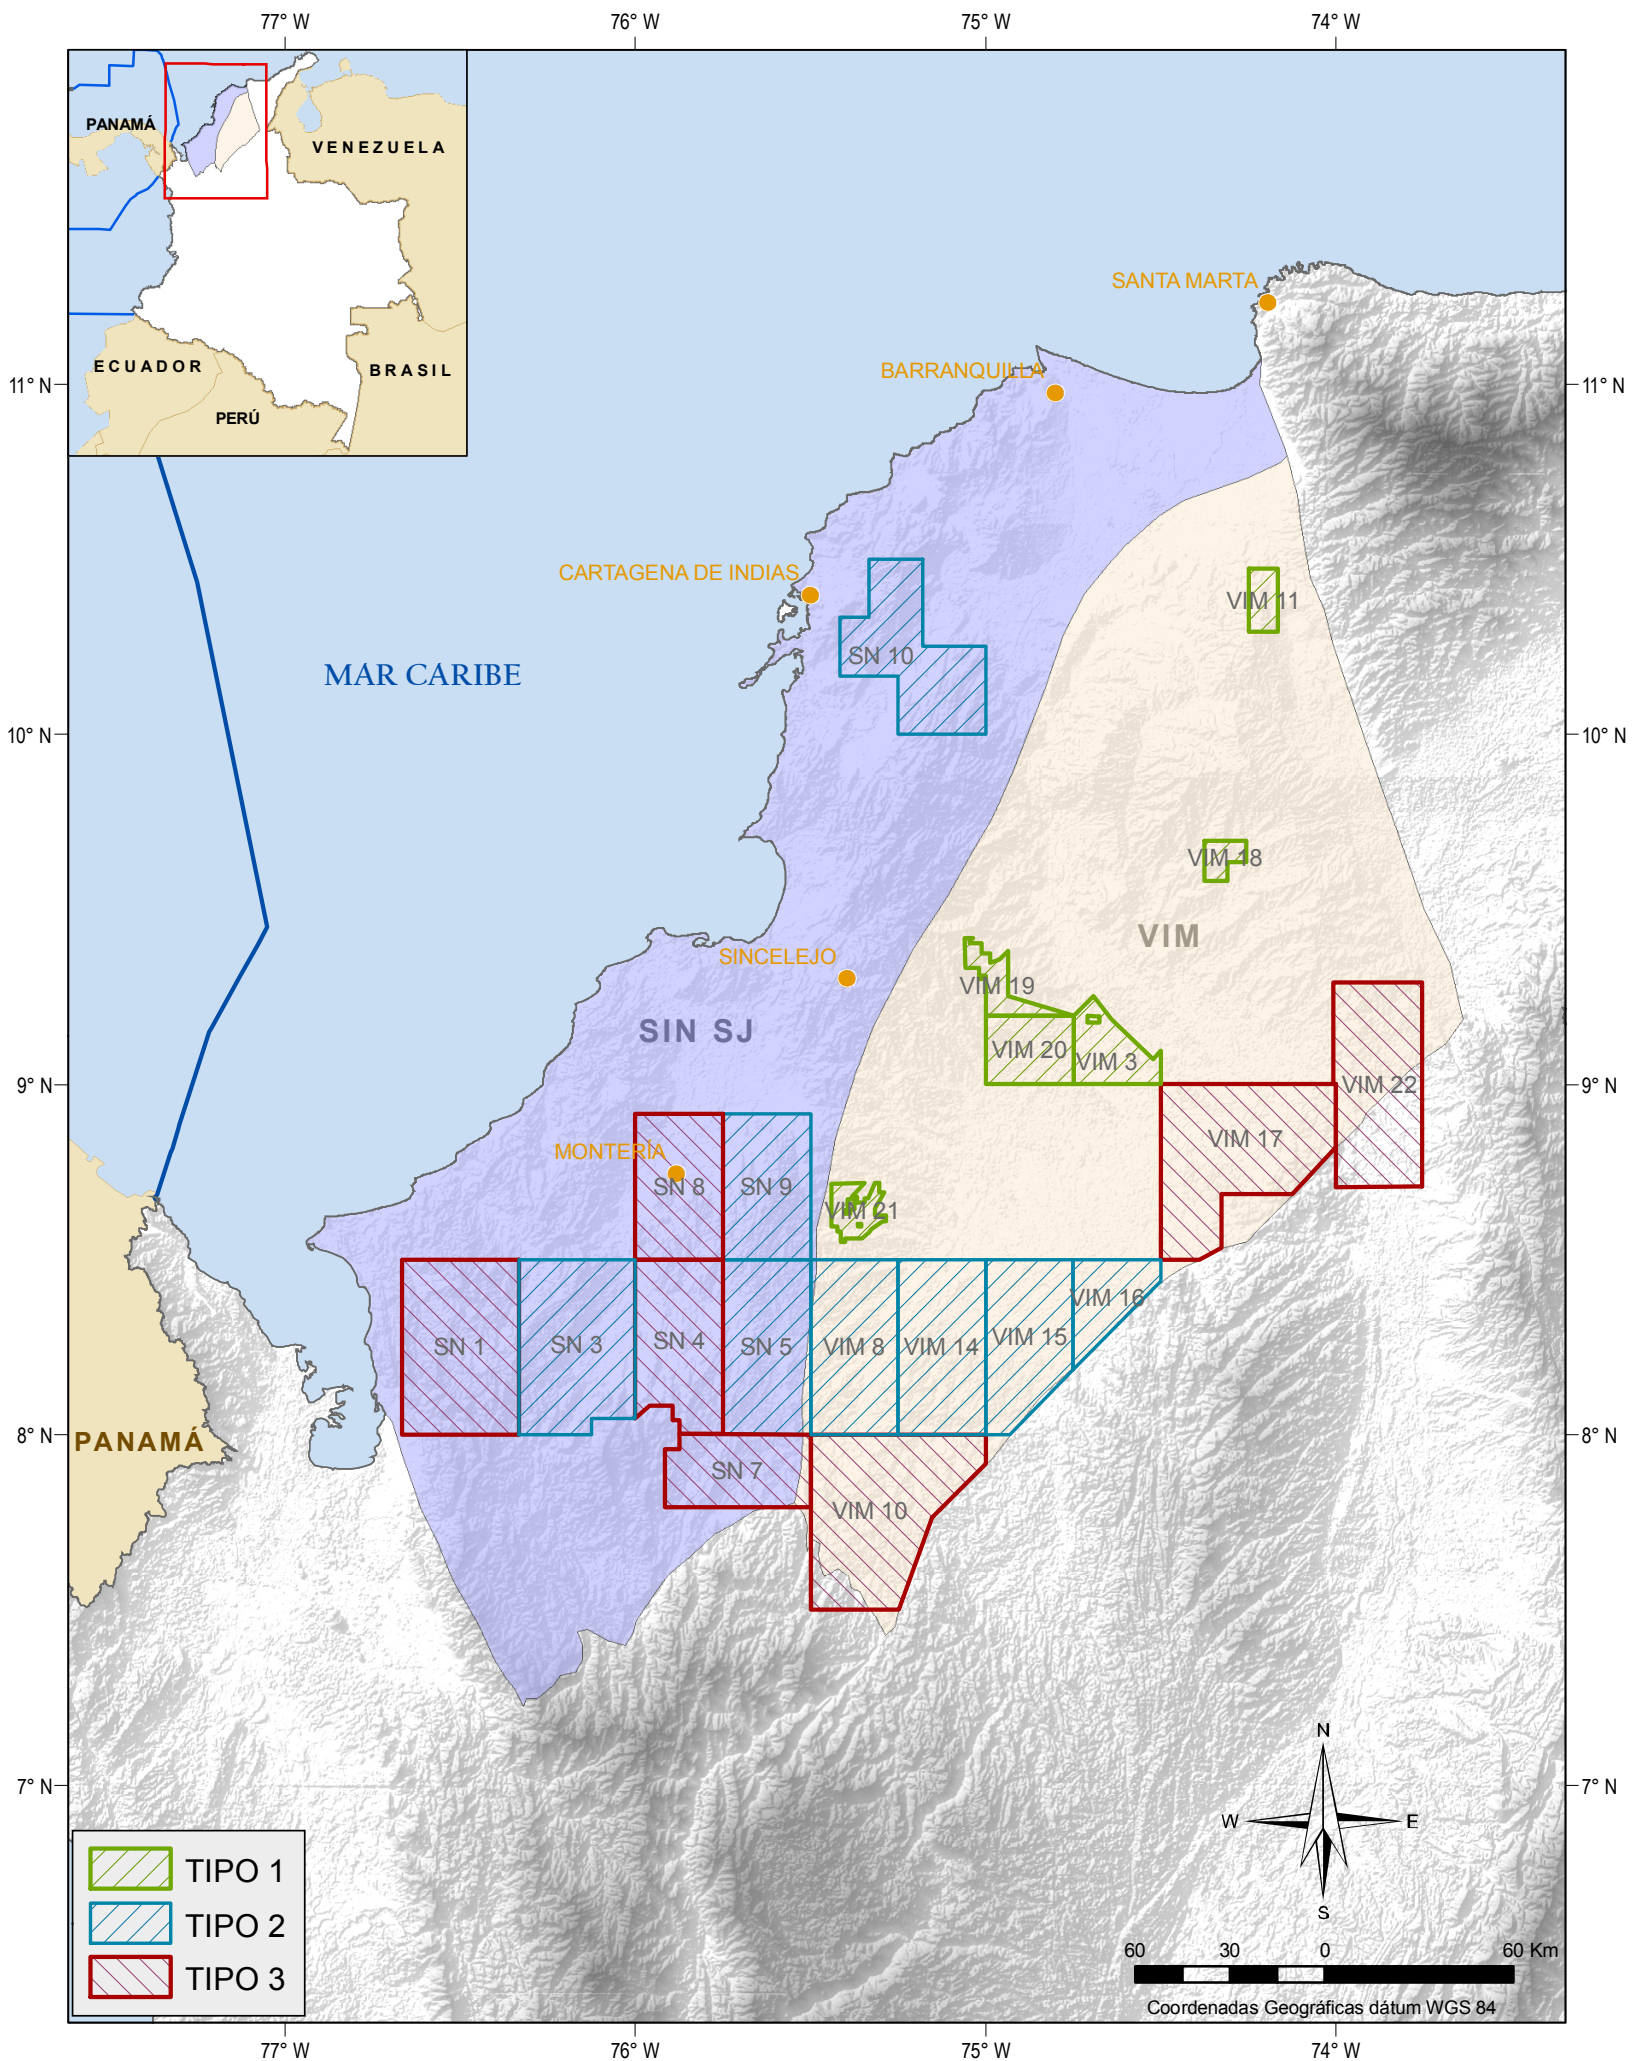 77° W
76° W
75° W
74° W
PANAMÁ
VENEZUELA
ECUADOR
BRASIL
PERÚ
SANTA MARTA
BARRANQUILLA
11° N
11° N
CARTAGENA DE INDIAS
VIM 11
SN 10
MAR CARIBE
10° N
10° N
VIM 18
VIM
SINCELEJO
VIM 19
SIN SJ
VIM 20
VIM 3
9° N
VIM 22
9° N
VIM 17
MONTERÍA
SN 8
SN 9
VIM 21
VIM 16
SN 1
SN 3
SN 4
SN 5
VIM 8
VIM 14
VIM 15
PANAMÁ
8° N
8° N
SN 7
VIM 10
N
7° N
7° N
W
E
S
TIPO 1
TIPO 2
TIPO 3
60
30
0
60 Km
Coordenadas Geográficas dátum WGS 84
77° W
76° W
75° W
74° W